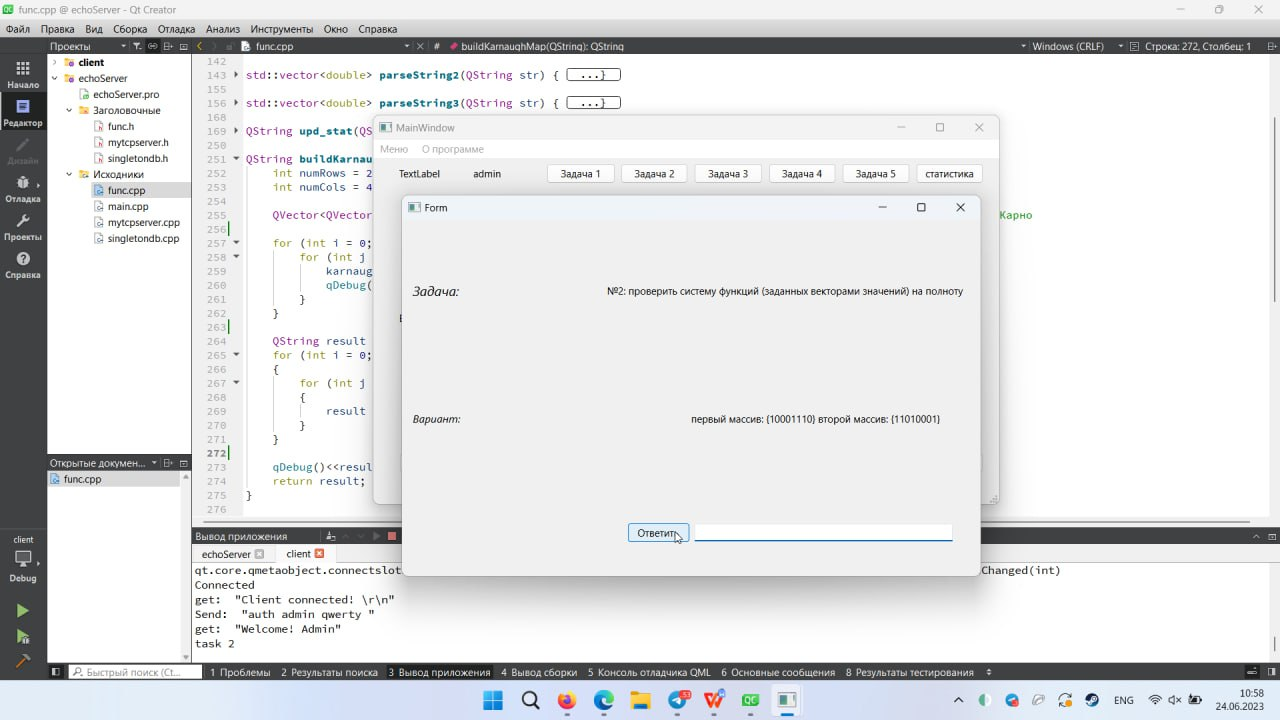 func.cpp @ echoServer - Qt Creator
Файл Правка Вид Сборка Отладка Анализ Инструменты Окно Справка
Проекты func.cpp # buildKarnaughMap(QString): QString Windows (CRLF) Строка: 272, Столбец: 1
Начало
Редактор
Дизайн
Отладка
Проекты
Справка
client
Debug
client
echoServer
echoServer.pro
Заголовочные
func.h
mytcpserver.h
singletondb.h
Исходники
func.cpp
main.cpp
mytcpserver.cpp
singletondb.cpp
Открытые докумен...
func.cpp
142
143 std::vector<double> parseString2(QString str) { ...}
155
156 std::vector<double> parseString3(QString str) { ...}
168
169 QString upd_stat(QS
250
251 QString buildKarnau
252 int numRows = 2
253 int numCols = 4
254
255 QVector<QVector Карно
256
257 for (int i = 0;
258 for (int j
259 karnaug
260 qDebug(
261 }
262 }
263
264 QString result
265 for (int i = 0;
266 {
267 for (int j
268 {
269 result
270 }
271 }
272
273 qDebug()<<resul
274 return result;
275 }
276
MainWindow
Меню О программе
TextLabel admin Задача 1 Задача 2 Задача 3 Задача 4 Задача 5 статистика
Form
Задача: №2: проверить систему функций (заданных векторами значений) на полноту
Вариант: первый массив: {10001110} второй массив: {11010001}
Ответить
Вывод приложения
echoServer client
qt.core.qmetaobject.connectslot Changed(int)
Connected
get: "Client connected! \r\n"
Send: "auth admin qwerty "
get: "Welcome! Admin"
task 2
Быстрый поиск (Ct... 1 Проблемы 2 Результаты поиска 3 Вывод приложения 4 Вывод сборки 5 Консоль отладчика QML 6 Основные сообщения 8 Результаты тестирования
ENG 10:58
24.06.2023